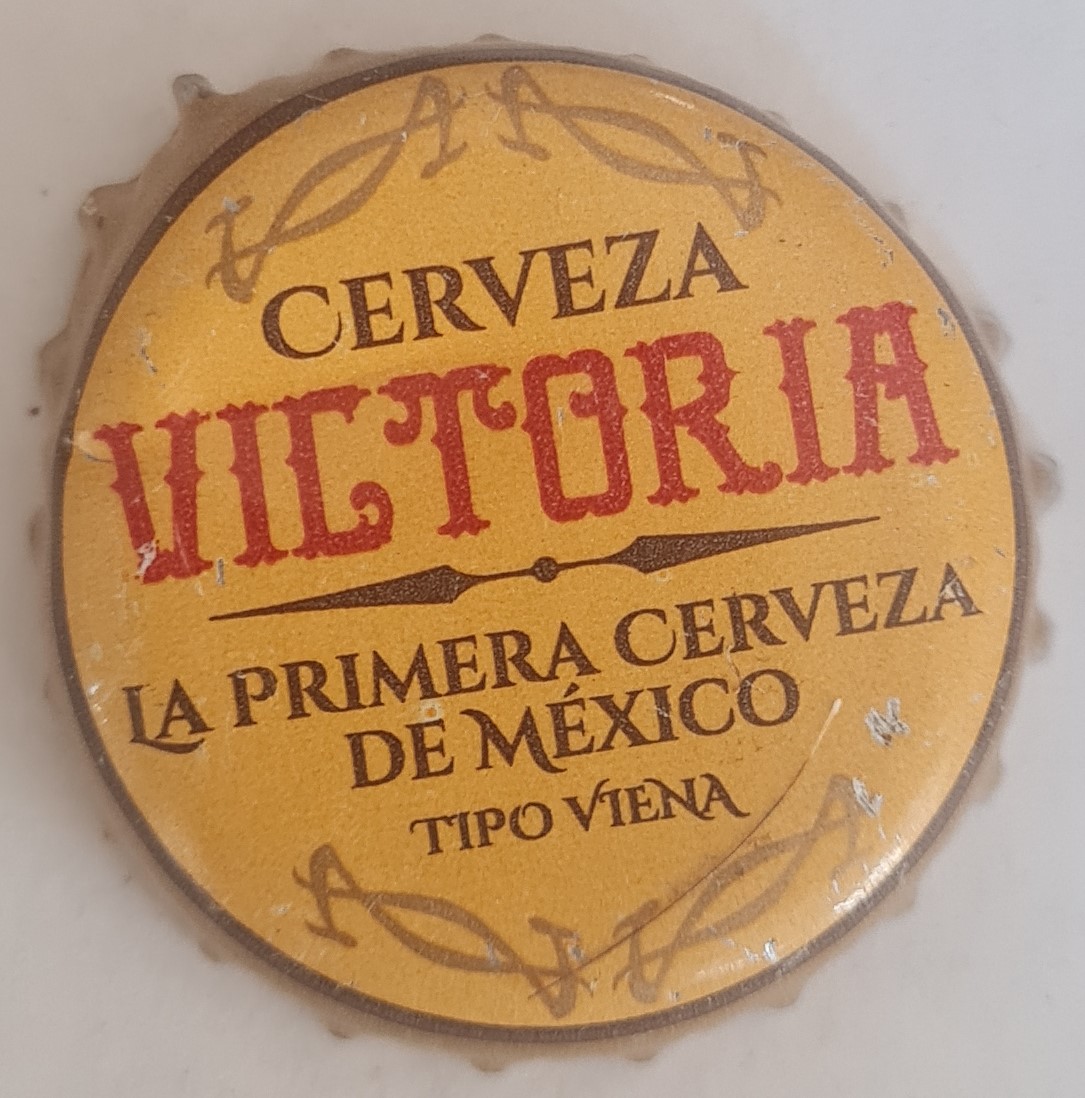 CERVEZA
VICTORIA
LA PRIMERA CERVEZA
DE MÉXICO
TIPO VIENA